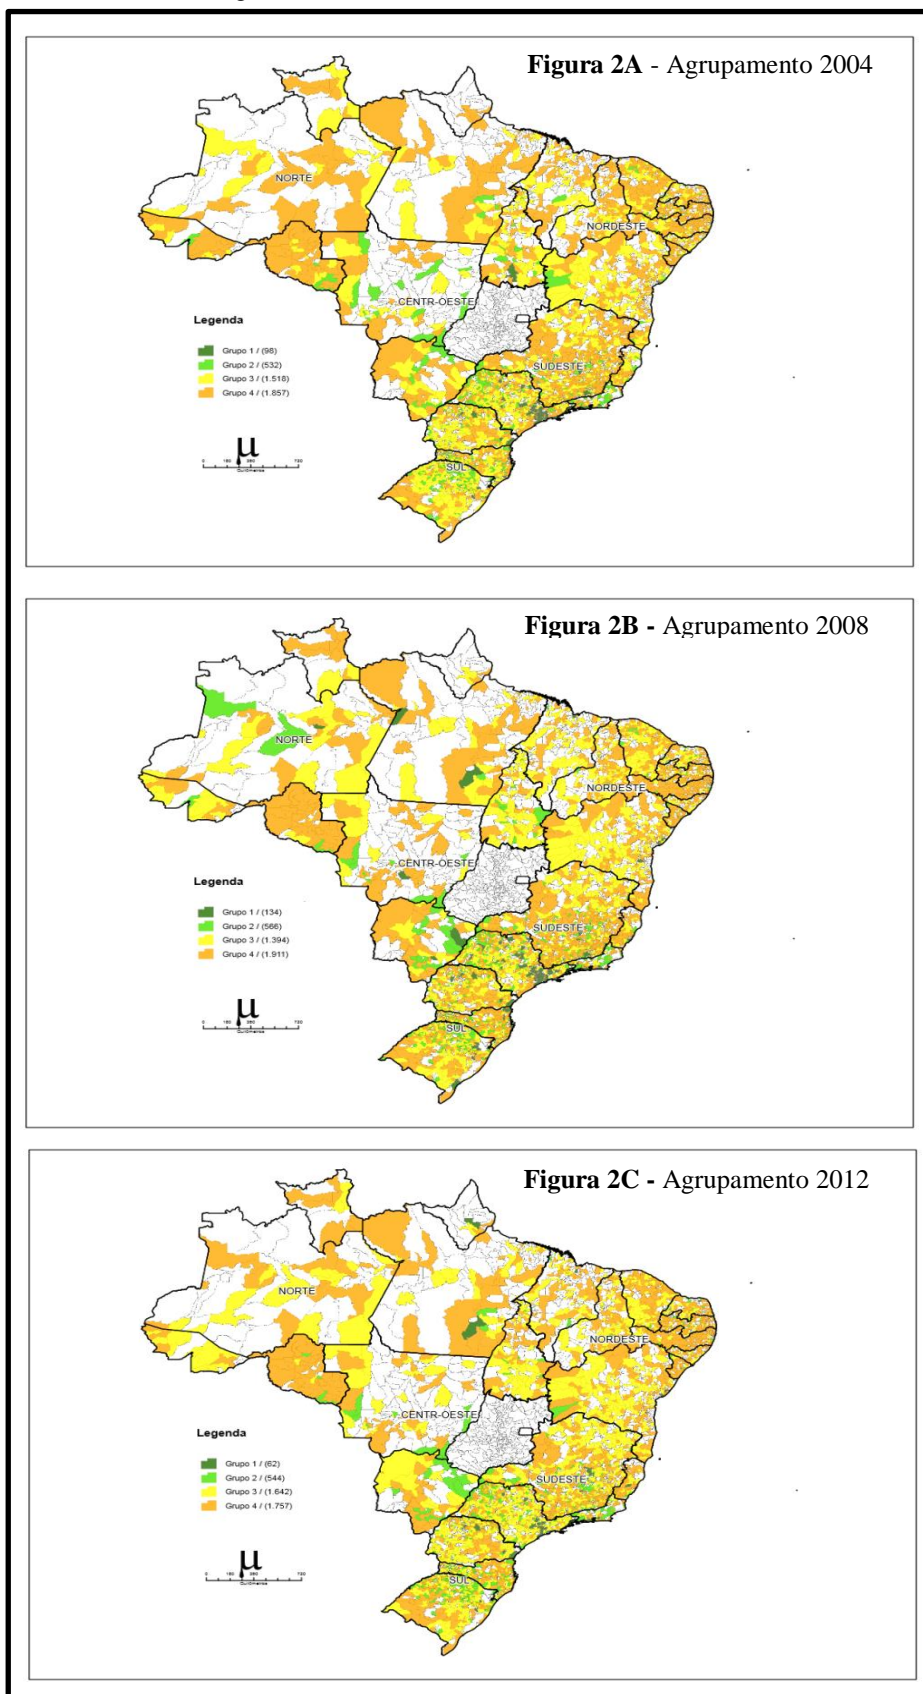 Figura 2A - Agrupamento 2004
NORTE
NORDESTE
CENTR-OESTE
SUDESTE
SUL
Legenda
Grupo 1 / (98)
Grupo 2 / (532)
Grupo 3 / (1.518)
Grupo 4 / (1.857)
µ
Quilômetros
Figura 2B - Agrupamento 2008
NORTE
NORDESTE
CENTR-OESTE
SUDESTE
SUL
Legenda
Grupo 1 / (134)
Grupo 2 / (566)
Grupo 3 / (1.394)
Grupo 4 / (1.911)
µ
Quilômetros
Figura 2C - Agrupamento 2012
NORTE
NORDESTE
CENTR-OESTE
SUDESTE
SUL
Legenda
Grupo 1 / (62)
Grupo 2 / (544)
Grupo 3 / (1.642)
Grupo 4 / (1.757)
µ
Quilômetros